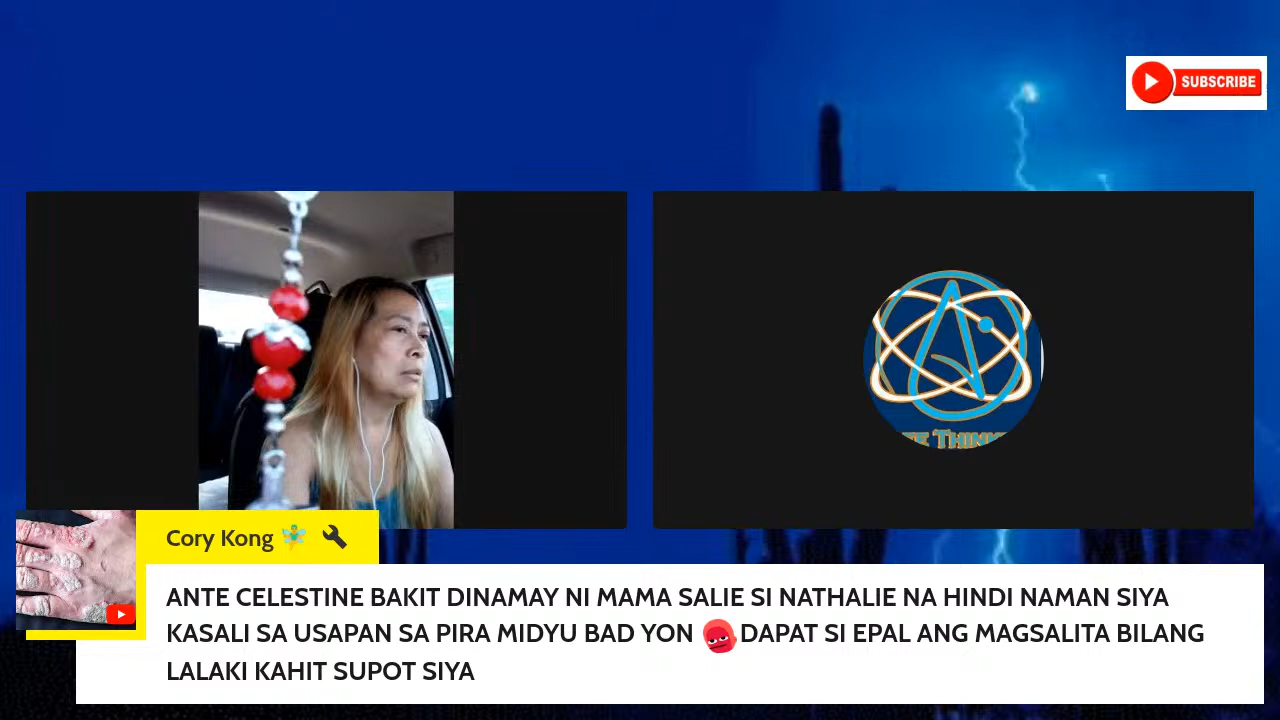 SUBSCRIBE
Cory Kong
ANTE CELESTINE BAKIT DINAMAY NI MAMA SALIE SI NATHALIE NA HINDI NAMAN SIYA
KASALI SA USAPAN SA PIRA MIDYU BAD YON DAPAT SI EPAL ANG MAGSALITA BILANG
LALAKI KAHIT SUPOT SIYA